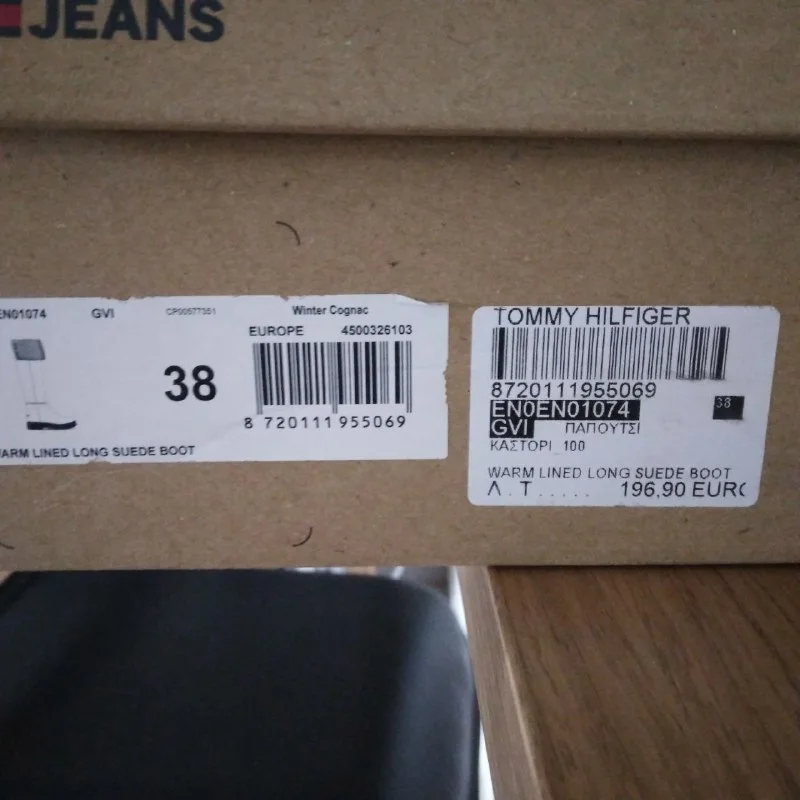 JEANS
EN01074 GVI CP00577351 Winter Cognac
EUROPE 4500326103
38
8 720111 955069
WARM LINED LONG SUEDE BOOT
TOMMY HILFIGER
8720111955069
EN0EN01074 38
GVI ΠΑΠΟΥΤΣΙ
ΚΑΣΤΟΡΙ 100
WARM LINED LONG SUEDE BOOT
Λ.Τ..... 196,90 EUR